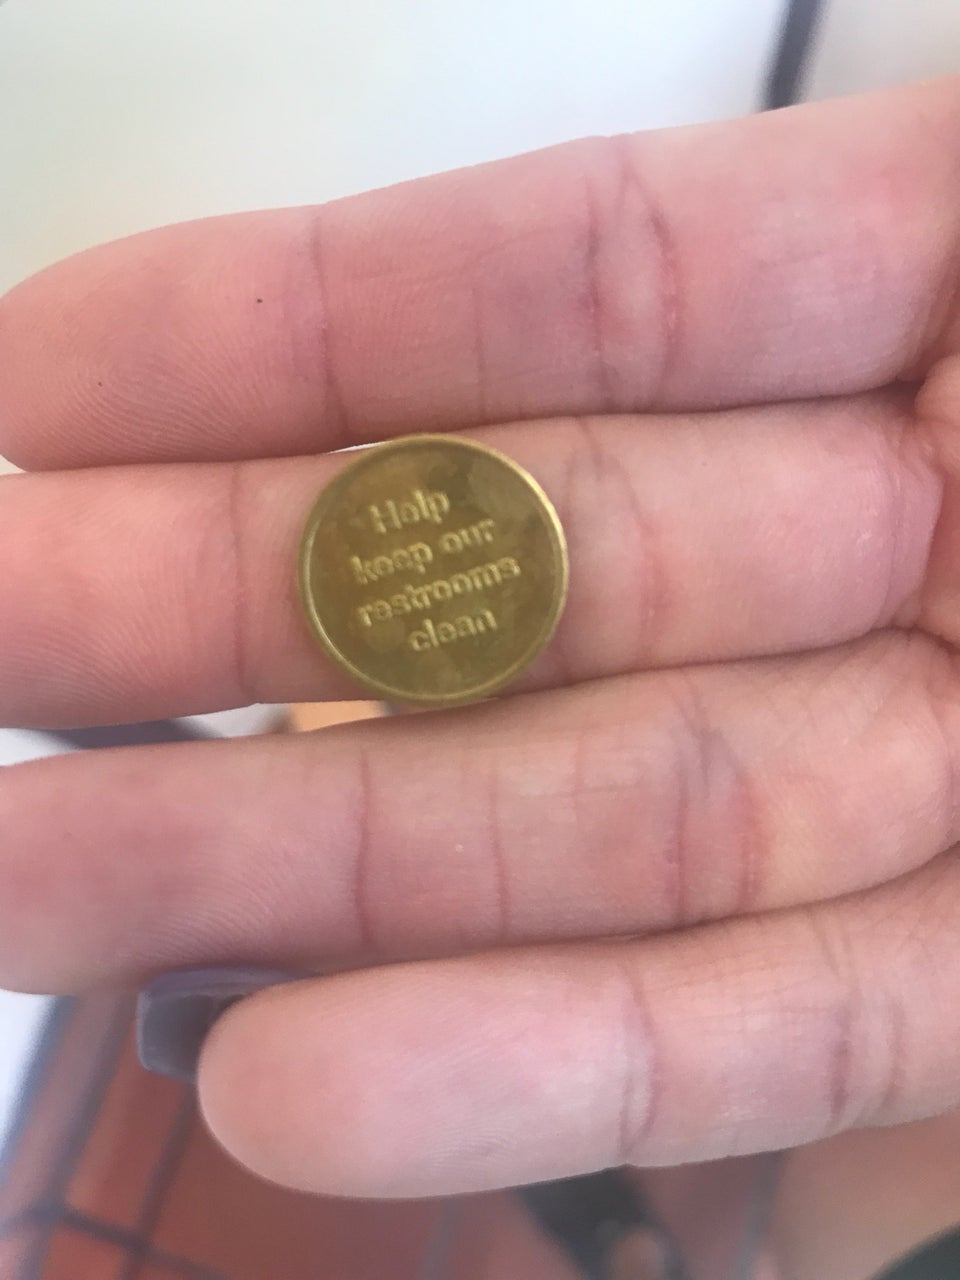 Help
keep our
restrooms
clean